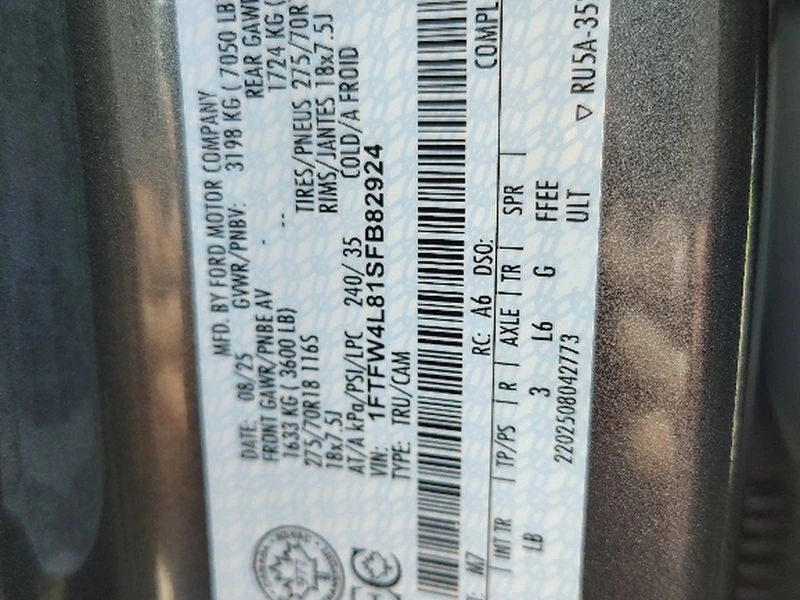 MFD. BY FORD MOTOR COMPANY
DATE: 08/25 GVWR/PNBV: 3198 KG ( 7050 LB
FRONT GAWR/PNBE AV - REAR GAWR
1633 KG ( 3600 LB) -- 1724 KG (
275/70R18 116S TIRES/PNEUS 275/70R
18x7.5J RIMS/JANTES 18x7.5J
AT/A kPa/PSI/LPC 240/ 35 COLD/A FROID
VIN: 1FTFW4L81SFB82924
TYPE: TRU/CAM
977
RC: A6 DSO: COMPL
INT TR TP/PS R AXLE TR SPR
LB 3 L6 G FFEE
ULT
2202508042773 ▽ RU5A-35